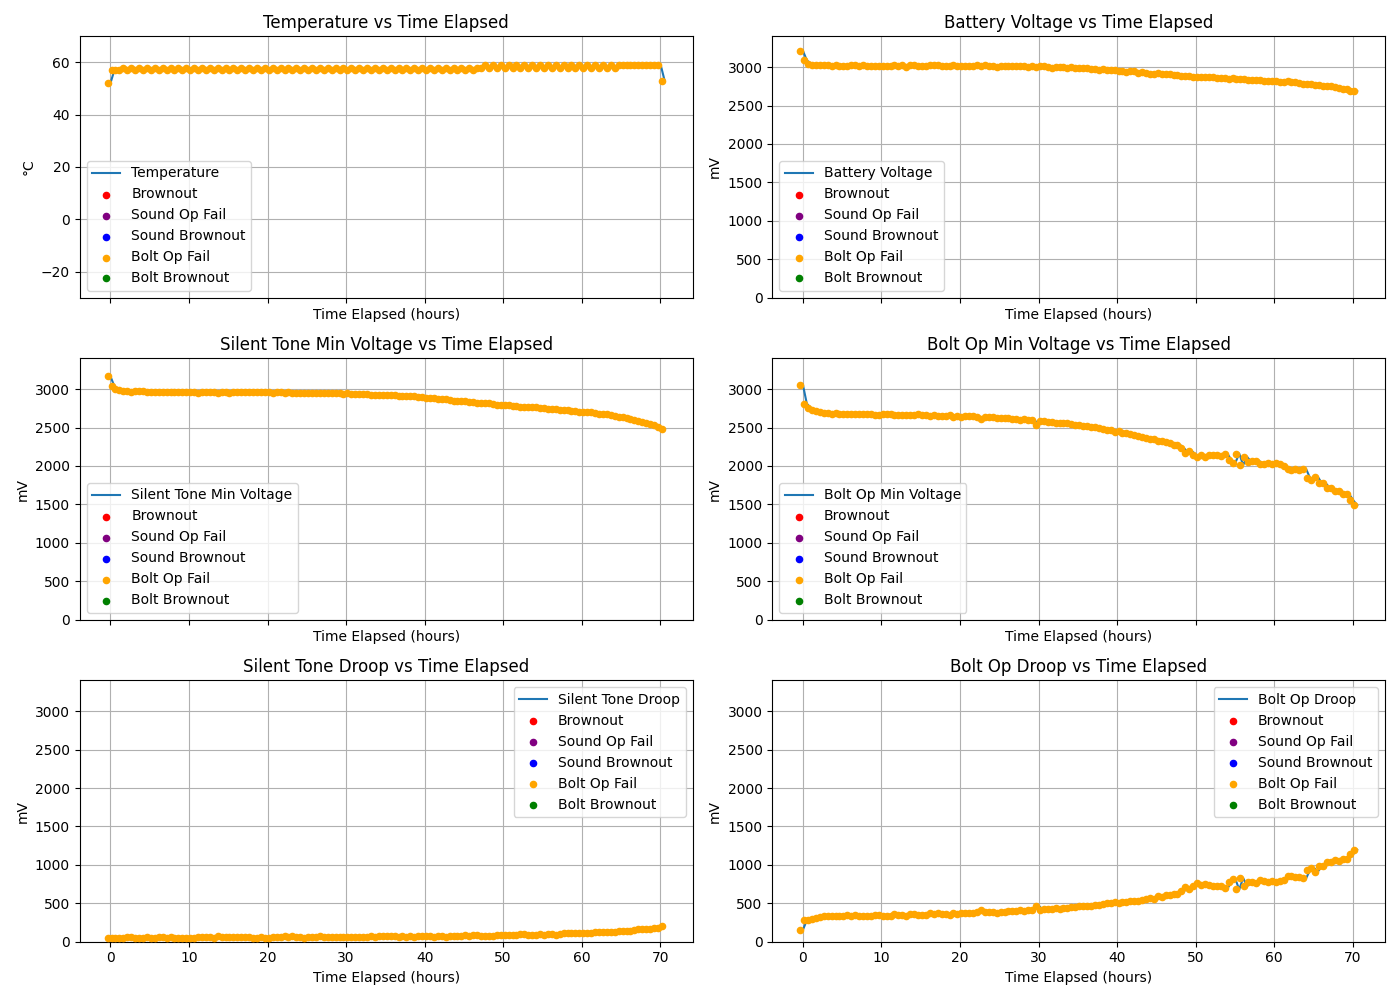 Temperature vs Time Elapsed
60
40
20
0
−20
°C
Temperature
Brownout
Sound Op Fail
Sound Brownout
Bolt Op Fail
Bolt Brownout
Time Elapsed (hours)
Battery Voltage vs Time Elapsed
3000
2500
2000
1500
1000
500
0
mV
Battery Voltage
Brownout
Sound Op Fail
Sound Brownout
Bolt Op Fail
Bolt Brownout
Time Elapsed (hours)
Silent Tone Min Voltage vs Time Elapsed
3000
2500
2000
1500
1000
500
0
mV
Silent Tone Min Voltage
Brownout
Sound Op Fail
Sound Brownout
Bolt Op Fail
Bolt Brownout
Time Elapsed (hours)
Bolt Op Min Voltage vs Time Elapsed
3000
2500
2000
1500
1000
500
0
mV
Bolt Op Min Voltage
Brownout
Sound Op Fail
Sound Brownout
Bolt Op Fail
Bolt Brownout
Time Elapsed (hours)
Silent Tone Droop vs Time Elapsed
3000
2500
2000
1500
1000
500
0
mV
Silent Tone Droop
Brownout
Sound Op Fail
Sound Brownout
Bolt Op Fail
Bolt Brownout
0 10 20 30 40 50 60 70
Time Elapsed (hours)
Bolt Op Droop vs Time Elapsed
3000
2500
2000
1500
1000
500
0
mV
Bolt Op Droop
Brownout
Sound Op Fail
Sound Brownout
Bolt Op Fail
Bolt Brownout
0 10 20 30 40 50 60 70
Time Elapsed (hours)